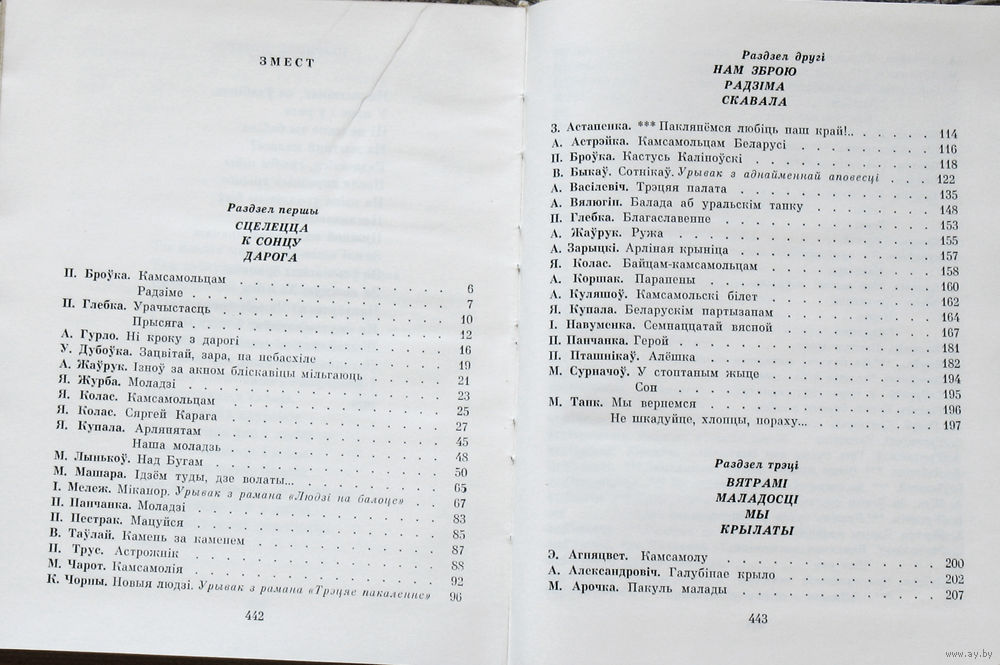 ЗМЕСТ
Раздзел першы
СЦЕЛЕЦЦА
К СОНЦУ
ДАРОГА
П. Броўка. Камсамольцам . . . . . . . . 6
Радзіме . . . . . . . . 7
П. Глебка. Урачыстасць . . . . . . . . 10
Прысяга . . . . . . . . 12
А. Гурло. Ні кроку з дарогі . . . . . . . . 16
У. Дубоўка. Зацвітай, зара, на небасхіле . . . . . . 19
А. Жаўрук. Ізноў за акном бліскавіцы мільгаюць . . . . 21
Я. Журба. Моладзі . . . . . . . . 23
Я. Колас. Камсамольцам . . . . . . . . 25
Я. Колас. Сяргей Карага . . . . . . . . 27
Я. Купала. Арлянятам . . . . . . . . 45
Наша моладзь . . . . . . . . 48
М. Лынькоў. Над Бугам . . . . . . . . 50
М. Машара. Ідзём туды, дзе волаты... . . . . . . 65
І. Мележ. Міканор. Урывак з рамана «Людзі на балоце» . . 67
П. Панчанка. Моладзі . . . . . . . . 83
П. Пестрак. Мацуйся . . . . . . . . 85
В. Таўлай. Камень за каменем . . . . . . . . 87
П. Трус. Астрожнік . . . . . . . . 88
М. Чарот. Камсамолія . . . . . . . . 92
К. Чорны. Новыя людзі. Урывак з рамана «Трэцяе пакаленне» 96
442
Раздзел другі
НАМ ЗБРОЮ
РАДЗІМА
СКАВАЛА
З. Астапенка. *** Паклянёмся любіць наш край!.. . . . . . 114
А. Астрэйка. Камсамольцам Беларусі . . . . . . . . 116
П. Броўка. Кастусь Каліноўскі . . . . . . . . 118
В. Быкаў. Сотнікаў. Урывак з аднайменнай аповесці . . . 122
А. Васілевіч. Трэцяя палата . . . . . . . . 135
А. Вялюгін. Балада аб уральскім танку . . . . . . . . 148
П. Глебка. Благаславенне . . . . . . . . 153
А. Жаўрук. Ружа . . . . . . . . 155
А. Зарыцкі. Арліная крыніца . . . . . . . . 157
Я. Колас. Байцам-камсамольцам . . . . . . . . 158
А. Коршак. Парапены . . . . . . . . 160
А. Куляшоў. Камсамольскі білет . . . . . . . . 162
Я. Купала. Беларускім партызанам . . . . . . . . 164
І. Навуменка. Семнаццатай вясной . . . . . . . . 167
П. Панчанка. Герой . . . . . . . . 181
П. Пташнікаў. Алёшка . . . . . . . . 182
М. Сурначоў. У стоптаным жыце . . . . . . . . 194
Сон . . . . . . . . 195
М. Танк. Мы вернемся . . . . . . . . 196
Не шкадуйце, хлопцы, пораху... . . . . . . 197
Раздзел трэці
ВЯТРАМІ
МАЛАДОСЦІ
МЫ
КРЫЛАТЫ
Э. Агняцвет. Камсамолу . . . . . . . . 200
А. Александровіч. Галубінае крыло . . . . . . . . 202
М. Арочка. Пакуль малады . . . . . . . . 207
443
www.ay.by